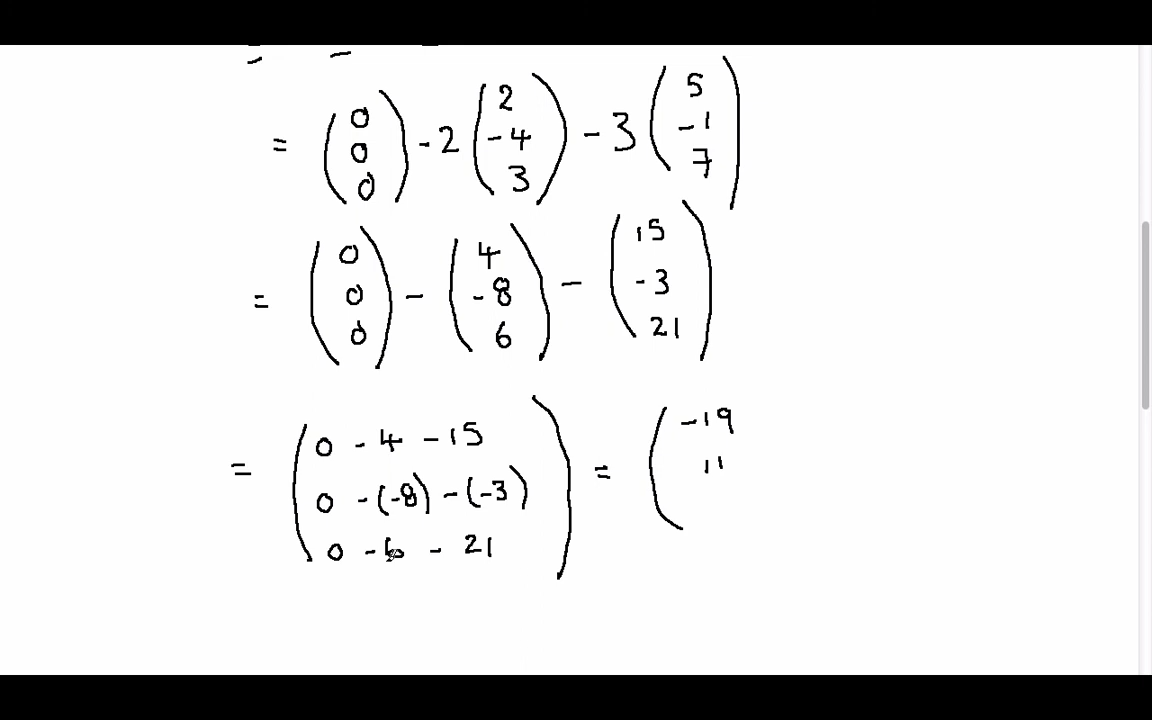 = (0 0 0) - 2 (2 -4 3) - 3 (5 -1 7)
= (0 0 0) - (4 -8 6) - (15 -3 21)
= (0 - 4 - 15
0 - (-8) - (-3)
0 - 6 - 21) = (-19 11